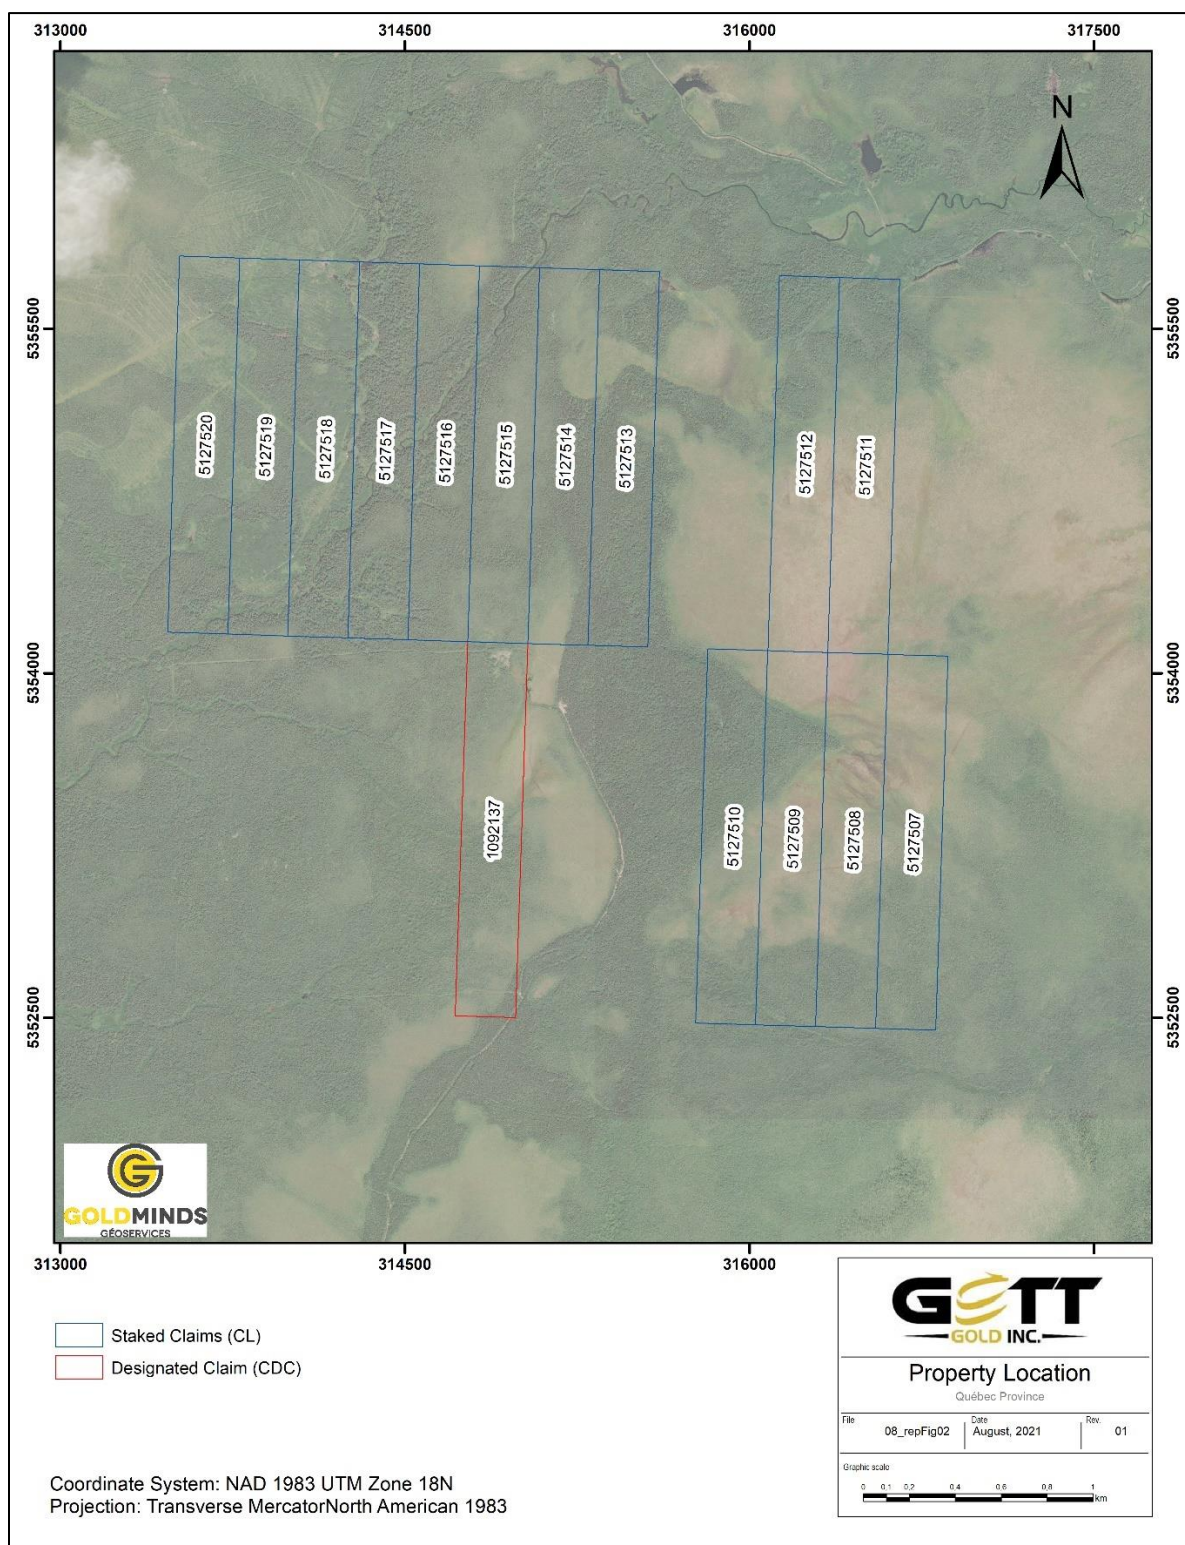 313000 314500 316000 317500
N
5355500 5355500
5127520 5127519 5127518 5127517 5127516 5127515 5127514 5127513 5127512 5127511
5354000 5354000
1092137 5127510 5127509 5127508 5127507
5352500 5352500
GOLDMINDS
GÉOSERVICES
313000 314500 316000
GETT
GOLD INC.
Staked Claims (CL)
Designated Claim (CDC)
Property Location
Québec Province
File Date Rev.
08_repFig02 August, 2021 01
Graphic scale
0 0,1 0,2 0,4 0,6 0,8 1
km
Coordinate System: NAD 1983 UTM Zone 18N
Projection: Transverse MercatorNorth American 1983